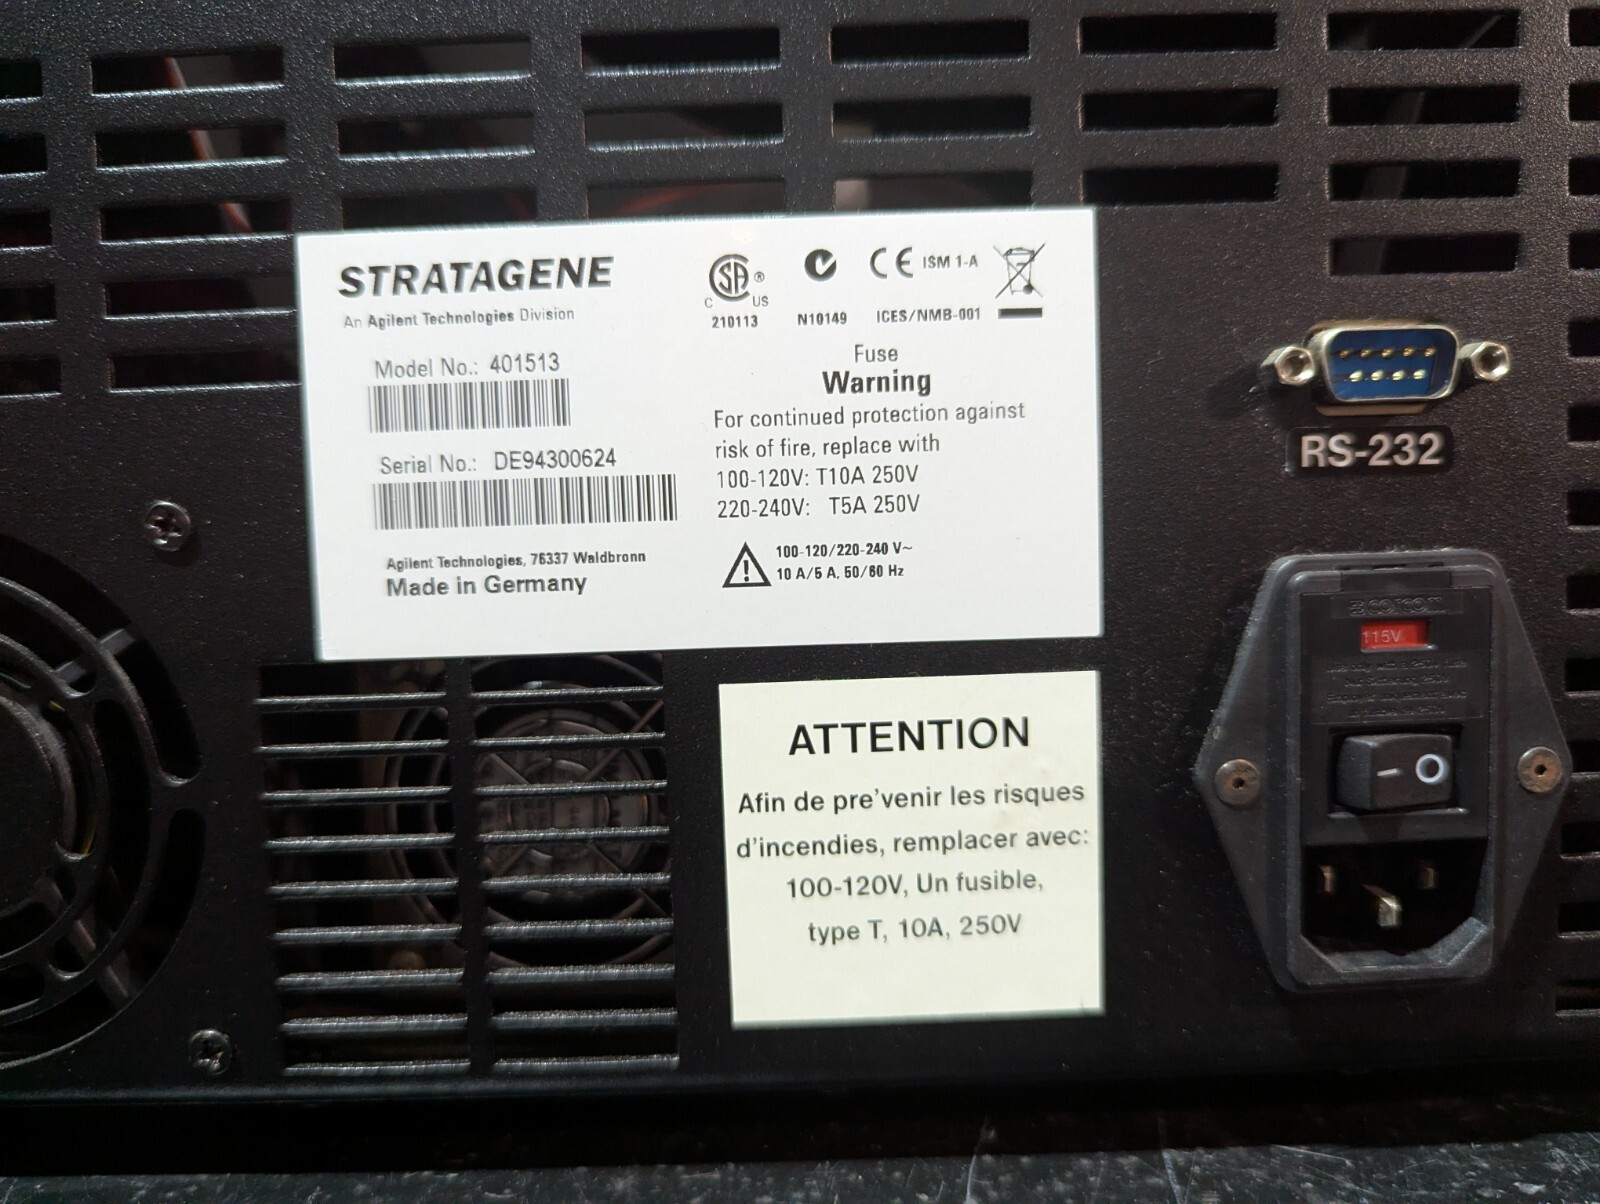 STRATAGENE
An Agilent Technologies Division
Model No.: 401513
Serial No.: DE94300624
Agilent Technologies, 76337 Waldbronn
Made in Germany
CSA ®
C US
210113
N10149
CE ISM 1-A
ICES/NMB-001
Fuse
Warning
For continued protection against
risk of fire, replace with
100-120V: T10A 250V
220-240V: T5A 250V
100-120/220-240 V~
10 A/5 A, 50/60 Hz
ATTENTION
Afin de pre'venir les risques
d'incendies, remplacer avec:
100-120V, Un fusible,
type T, 10A, 250V
RS-232
115V